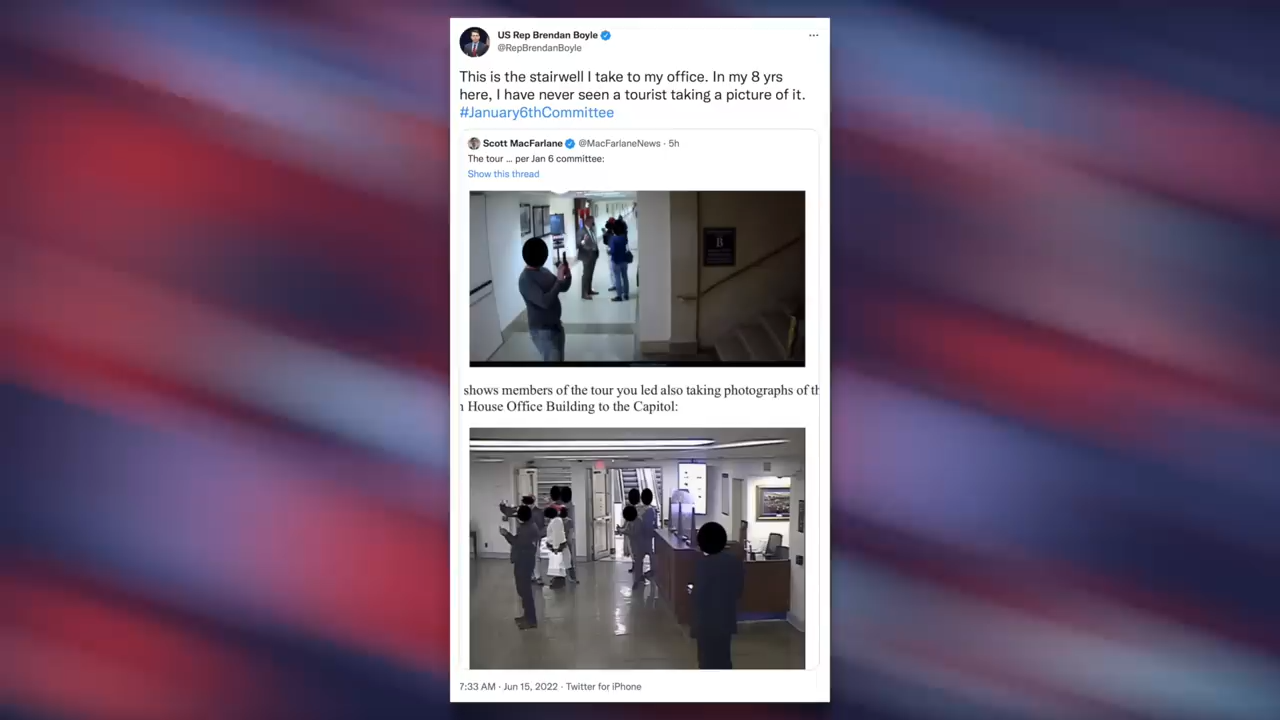 US Rep Brendan Boyle
@RepBrendanBoyle
This is the stairwell I take to my office. In my 8 yrs
here, I have never seen a tourist taking a picture of it.
#January6thCommittee
Scott MacFarlane @MacFarlaneNews · 5h
The tour ... per Jan 6 committee:
Show this thread
B
shows members of the tour you led also taking photographs of th
House Office Building to the Capitol:
7:33 AM · Jun 15, 2022 · Twitter for iPhone